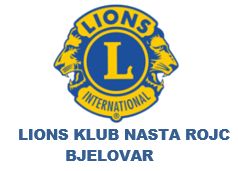 LIONS
L
INTERNATIONAL
LIONS KLUB NASTA ROJC
BJELOVAR